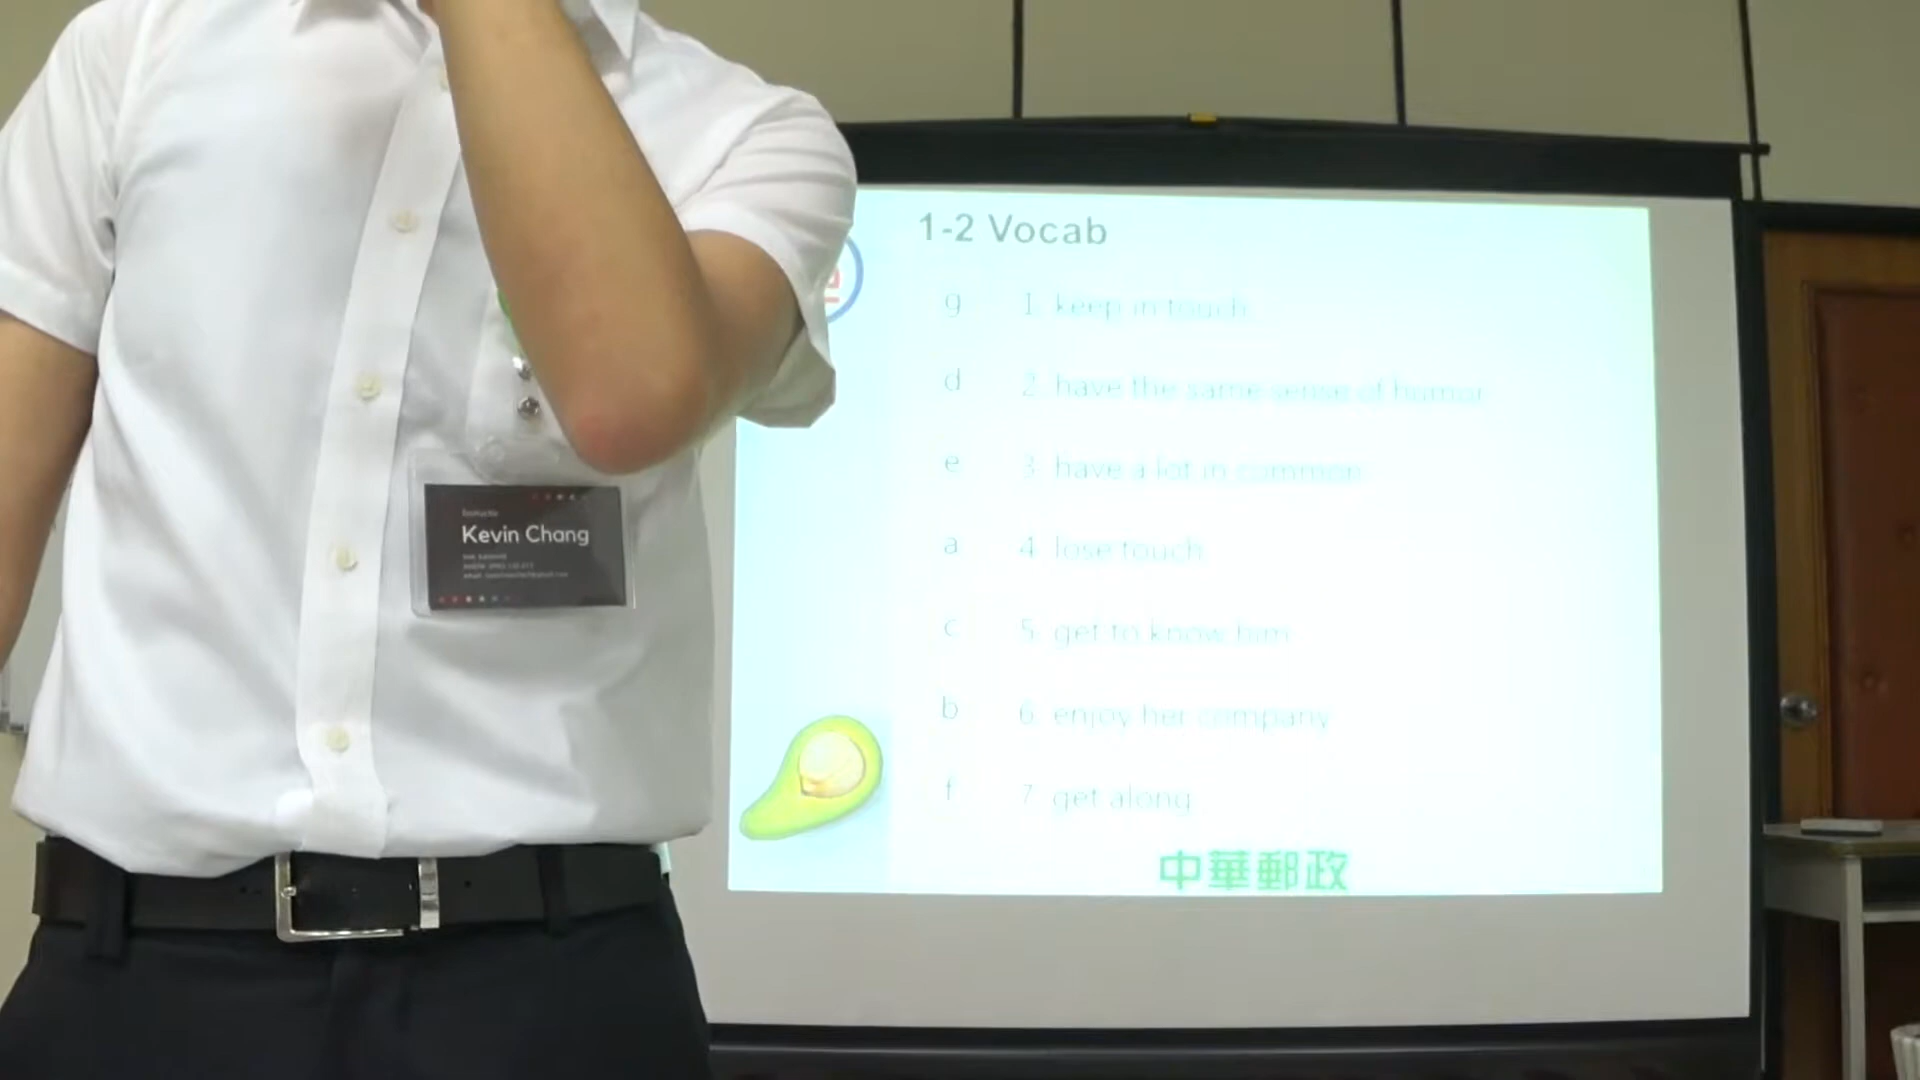 1-2 Vocab
g 1. keep in touch
d 2. have the same sense of humor
e 3. have a lot in common
a 4. lose touch
c 5. get to know him
b 6. enjoy her company
f 7. get along
中華郵政
Instructor
Kevin Chang